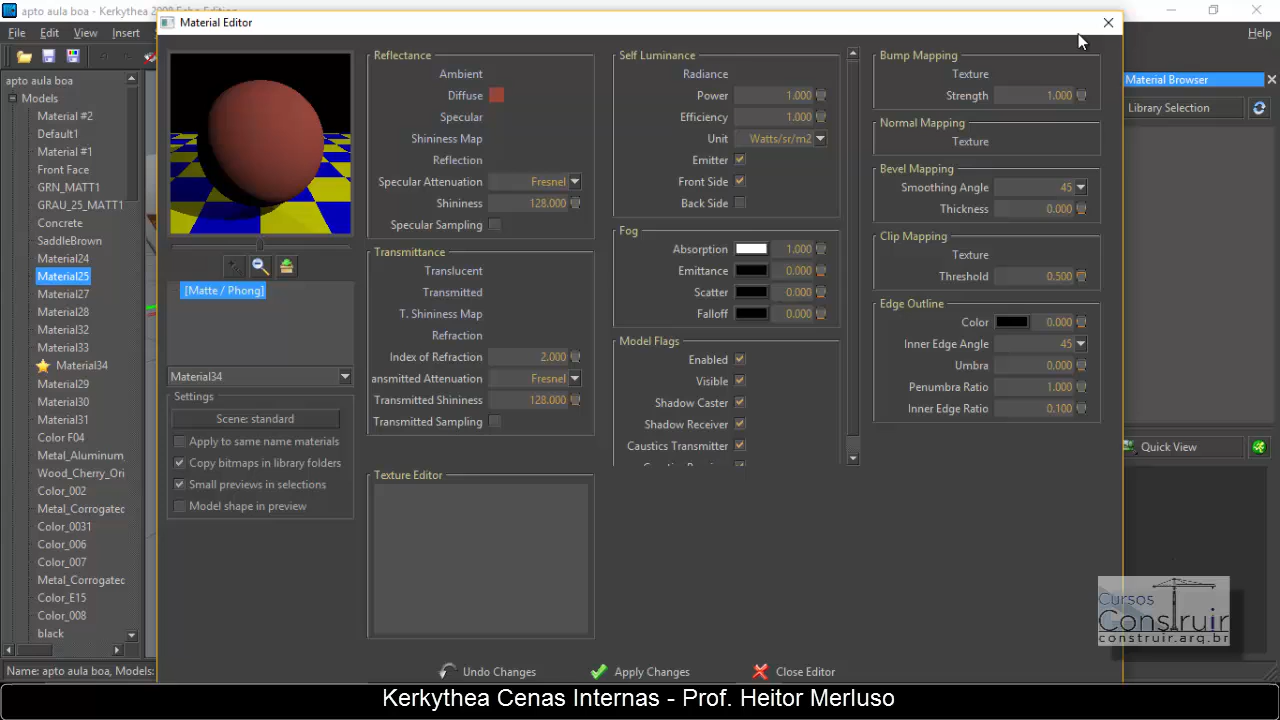 apto aula boa - Kerkythea 2008 Echo Edition
Material Editor
File Edit View Insert Help
apto aula boa
Models
Material #2
Default1
Material #1
Front Face
GRN_MATT1
GRAU_25_MATT1
Concrete
SaddleBrown
Material24
Material25
Material27
Material28
Material32
Material33
Material34
Material29
Material30
Material31
Color F04
Metal_Aluminum
Wood_Cherry_Ori
Color_002
Metal_Corrogated
Color_0031
Color_006
Color_007
Metal_Corrogated
Color_E15
Color_008
black
Name: apto aula boa, Models:
[Matte / Phong]
Material34
Settings
Scene: standard
Apply to same name materials
Copy bitmaps in library folders
Small previews in selections
Model shape in preview
Reflectance
Ambient
Diffuse
Specular
Shininess Map
Reflection
Specular Attenuation Fresnel
Shininess 128.000
Specular Sampling
Transmittance
Translucent
Transmitted
T. Shininess Map
Refraction
Index of Refraction 2.000
ansmitted Attenuation Fresnel
Transmitted Shininess 128.000
Transmitted Sampling
Texture Editor
Self Luminance
Radiance
Power 1.000
Efficiency 1.000
Unit Watts/sr/m2
Emitter
Front Side
Back Side
Fog
Absorption 1.000
Emittance 0.000
Scatter 0.000
Falloff 0.000
Model Flags
Enabled
Visible
Shadow Caster
Shadow Receiver
Caustics Transmitter
Bump Mapping
Texture
Strength 1.000
Normal Mapping
Texture
Bevel Mapping
Smoothing Angle 45
Thickness 0.000
Clip Mapping
Texture
Threshold 0.500
Edge Outline
Color 0.000
Inner Edge Angle 45
Umbra 0.000
Penumbra Ratio 1.000
Inner Edge Ratio 0.100
Undo Changes Apply Changes Close Editor
Material Browser
Library Selection
Quick View
Cursos
Construir
construir.arq.br
Kerkythea Cenas Internas - Prof. Heitor Merluso